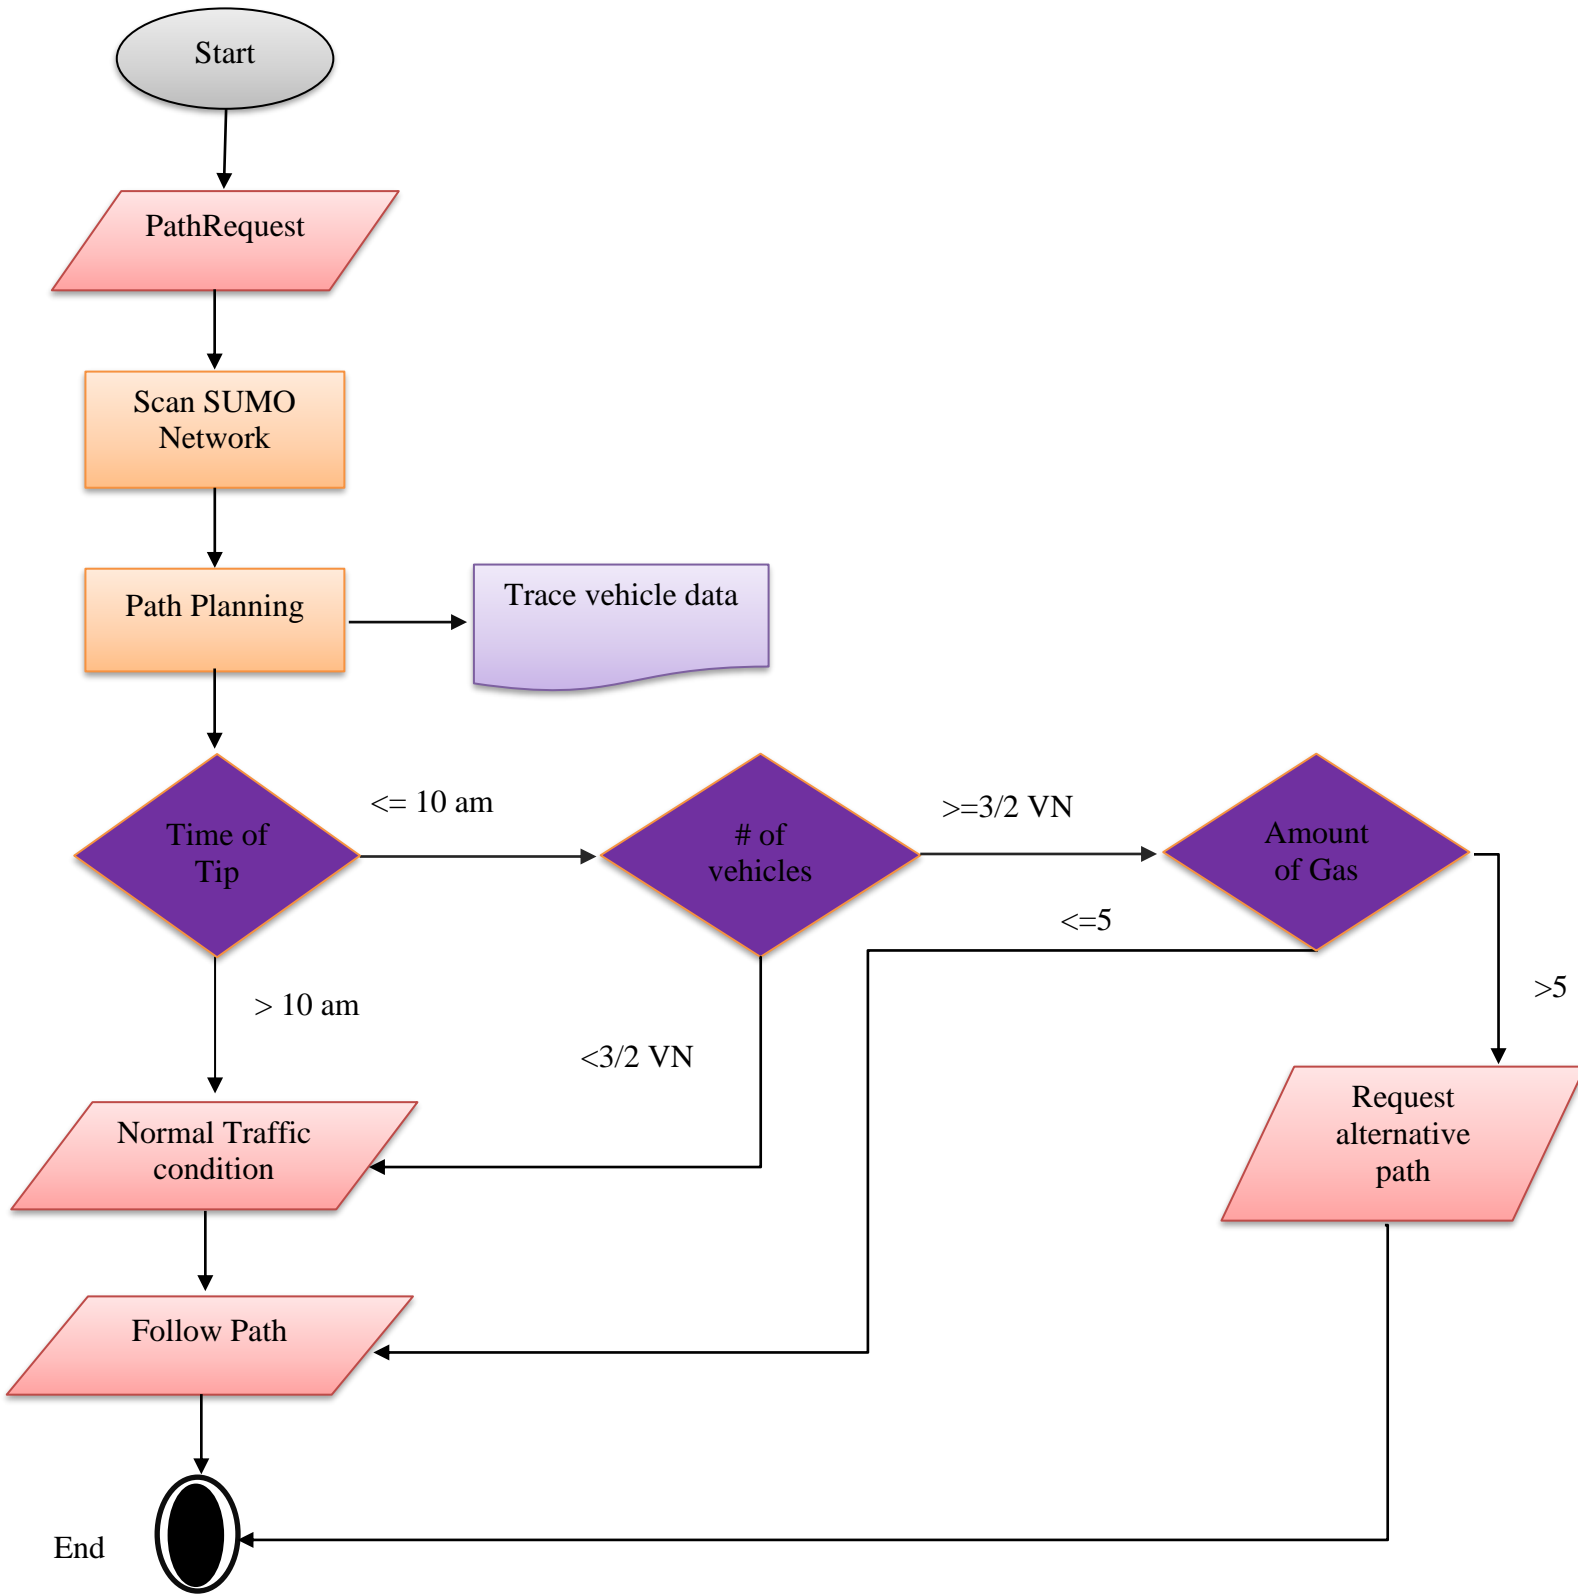 Start
PathRequest
Scan SUMO
Network
Path Planning
Trace vehicle data
<= 10 am
>=3/2 VN
Time of
Tip
# of
vehicles
Amount
of Gas
<=5
> 10 am
>5
<3/2 VN
Normal Traffic
condition
Request
alternative
path
Follow Path
End